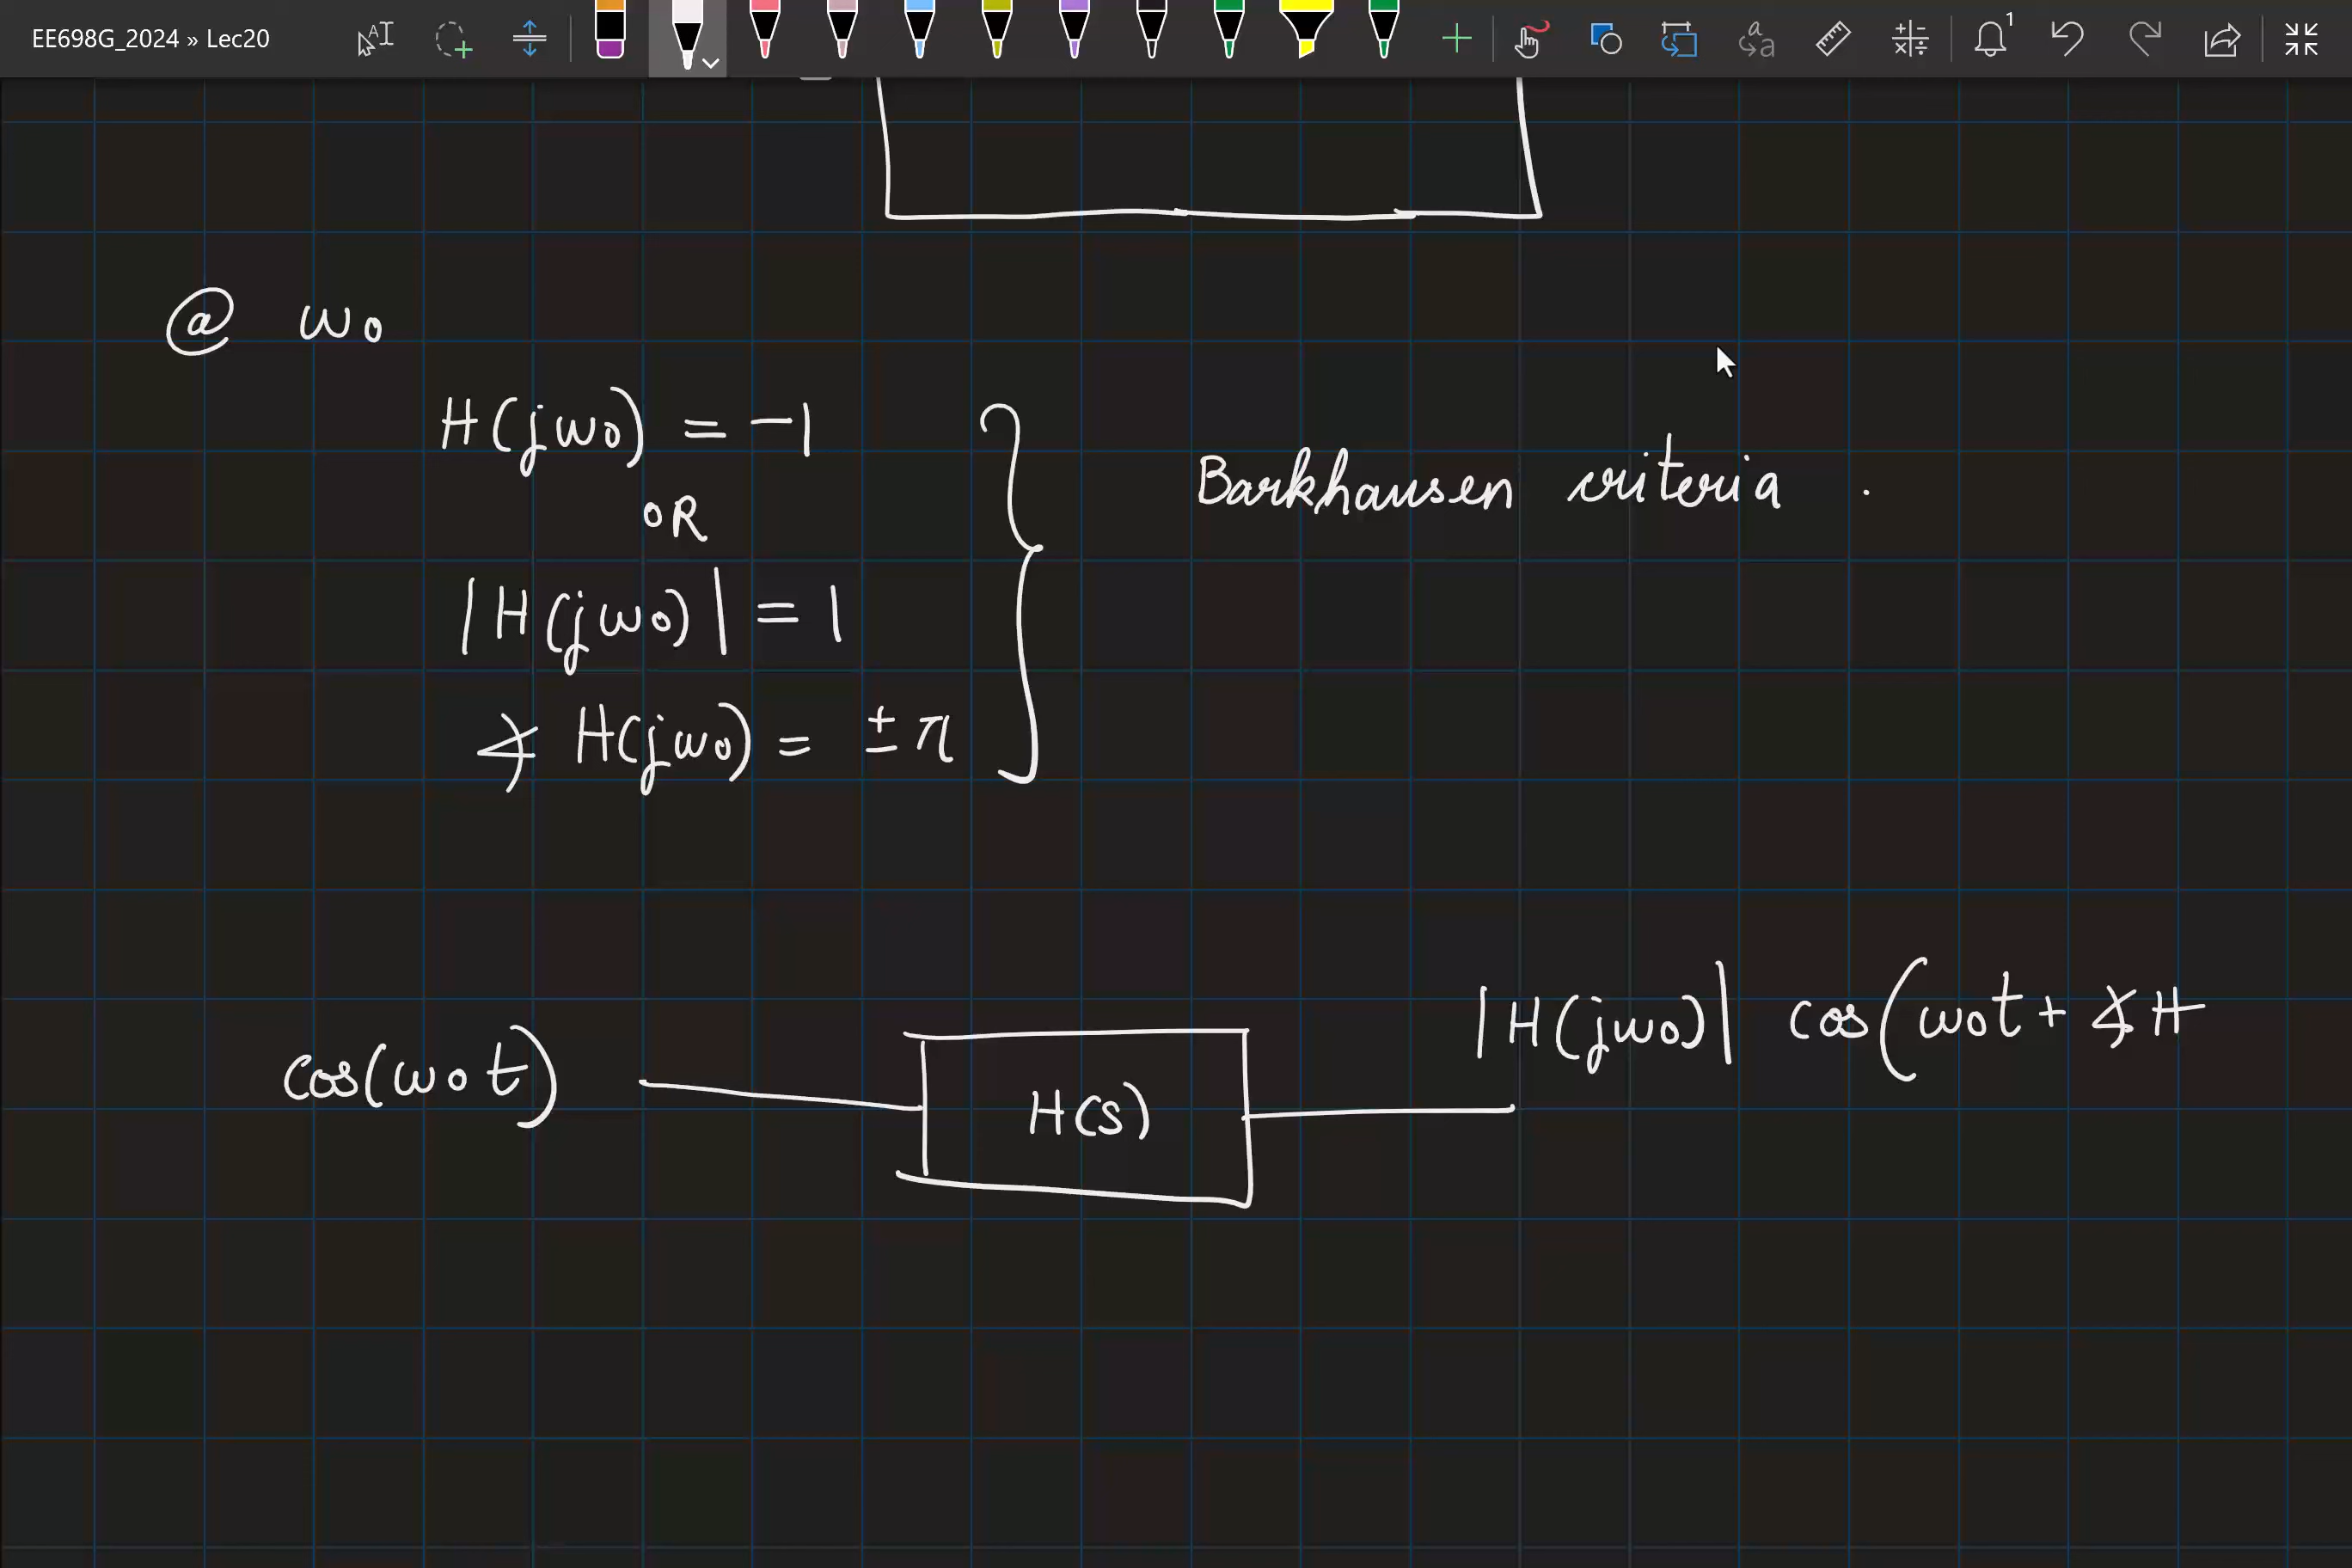 EE698G_2024 » Lec20
@ ω₀
H(jω₀) = -1
OR
|H(jω₀)| = 1
∡ H(jω₀) = ± π
Barkhausen criteria .
cos(ω₀t)
H(s)
|H(jω₀)| cos(ω₀t + ∡H